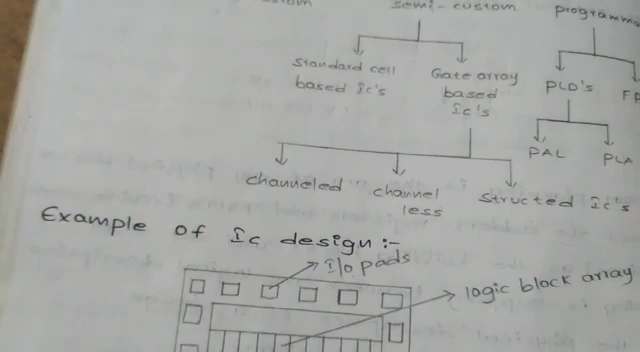 semi-custom
Standard cell
based Ic's
Gate array
based
Ic's
PLD's
PAL
PLA
channeled
channel
less
structed Ic's
Example of Ic design :-
I/o pads
logic block array